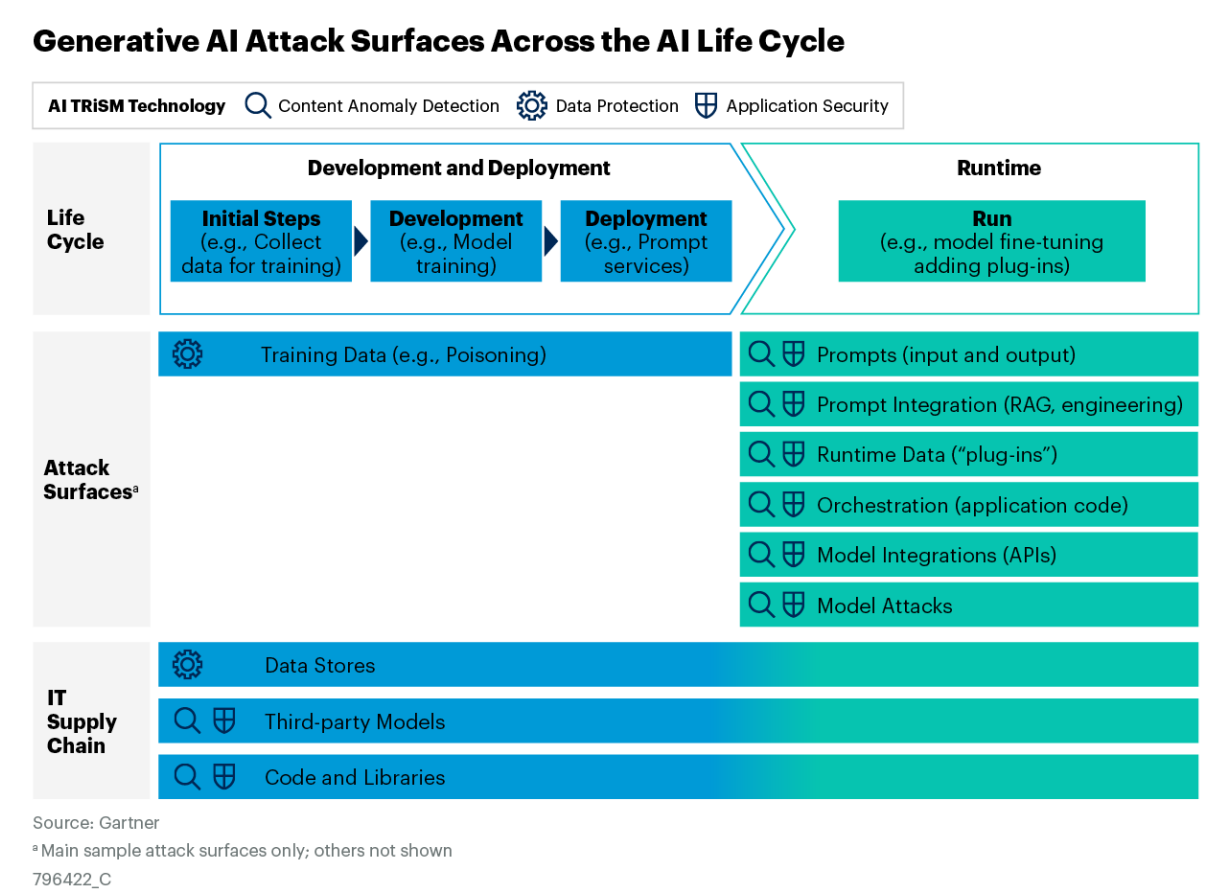 Generative AI Attack Surfaces Across the AI Life Cycle
AI TRiSM Technology Content Anomaly Detection Data Protection Application Security
Life
Cycle
Development and Deployment
Initial Steps
(e.g., Collect
data for training)
Development
(e.g., Model
training)
Deployment
(e.g., Prompt
services)
Runtime
Run
(e.g., model fine-tuning
adding plug-ins)
Attack
Surfacesᵃ
Training Data (e.g., Poisoning)
Prompts (input and output)
Prompt Integration (RAG, engineering)
Runtime Data (“plug-ins”)
Orchestration (application code)
Model Integrations (APIs)
Model Attacks
IT
Supply
Chain
Data Stores
Third-party Models
Code and Libraries
Source: Gartner
ᵃ Main sample attack surfaces only; others not shown
796422_C